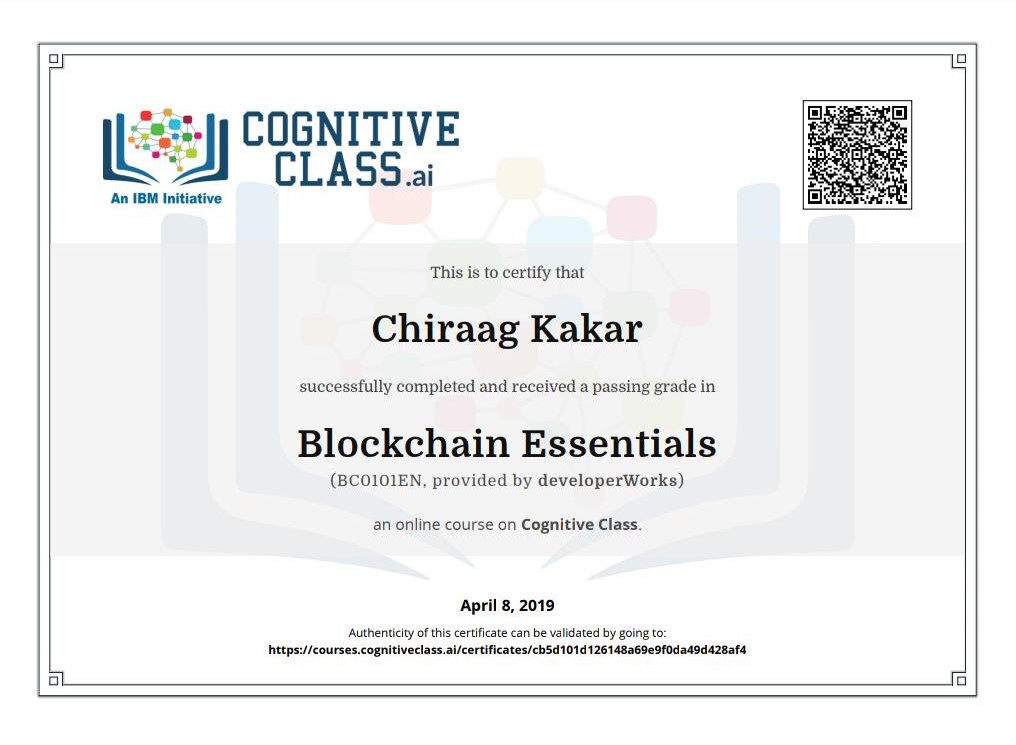 COGNITIVE
CLASS.ai
An IBM Initiative
This is to certify that
Chiraag Kakar
successfully completed and received a passing grade in
Blockchain Essentials
(BC0101EN, provided by developerWorks)
an online course on Cognitive Class.
April 8, 2019
Authenticity of this certificate can be validated by going to:
https://courses.cognitiveclass.ai/certificates/cb5d101d126148a69e9f0da49d428af4